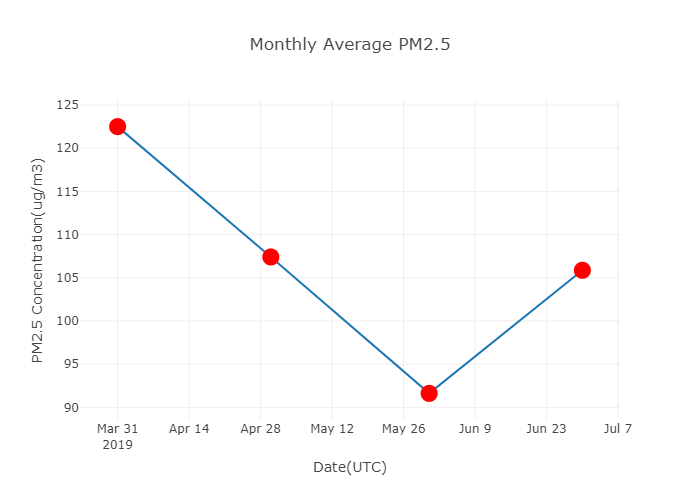 Monthly Average PM2.5
125
120
115
110
105
100
95
90
PM2.5 Concentration(ug/m3)
Mar 31 Apr 14 Apr 28 May 12 May 26 Jun 9 Jun 23 Jul 7
2019
Date(UTC)